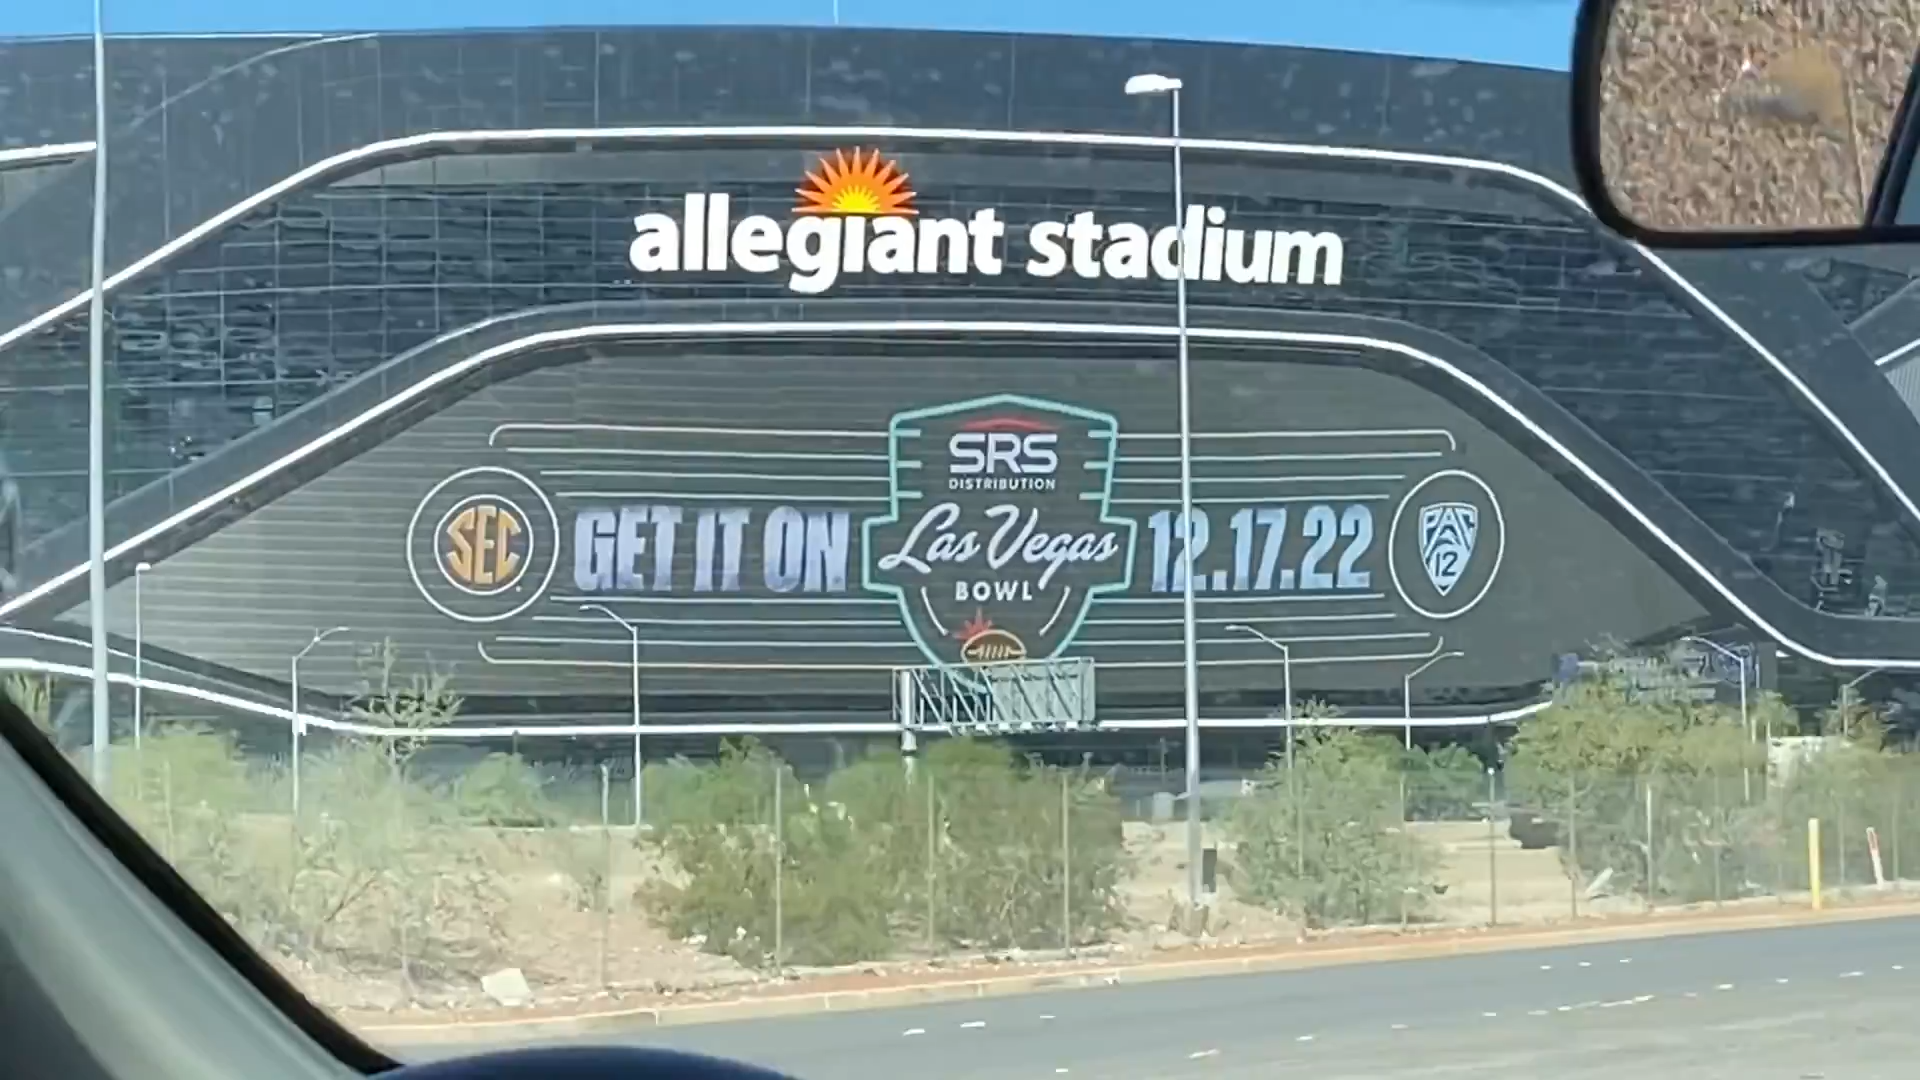 allegiant stadium
SRS
DISTRIBUTION
SEC
GET IT ON
Las Vegas
BOWL
12.17.22
PAC
12